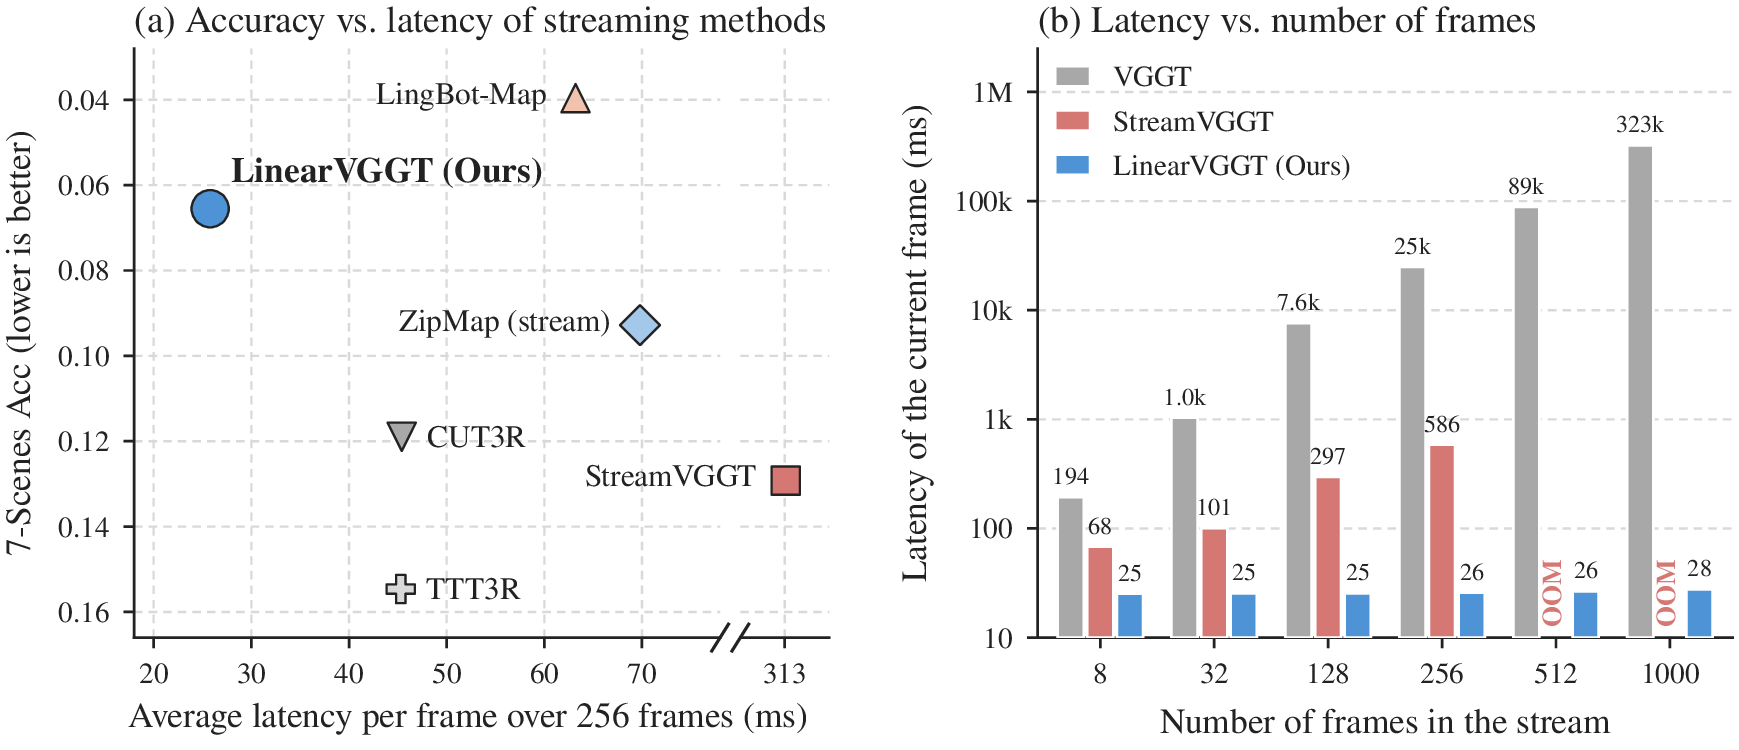 (a) Accuracy vs. latency of streaming methods
7-Scenes Acc (lower is better)
0.04
0.06
0.08
0.10
0.12
0.14
0.16
LingBot-Map
LinearVGGT (Ours)
ZipMap (stream)
CUT3R
StreamVGGT
TTT3R
20 30 40 50 60 70 313
Average latency per frame over 256 frames (ms)
(b) Latency vs. number of frames
Latency of the current frame (ms)
1M
100k
10k
1k
100
10
VGGT
StreamVGGT
LinearVGGT (Ours)
194 68 25
1.0k 101 25
7.6k 297 25
25k 586 26
89k OOM 26
323k OOM 28
8 32 128 256 512 1000
Number of frames in the stream